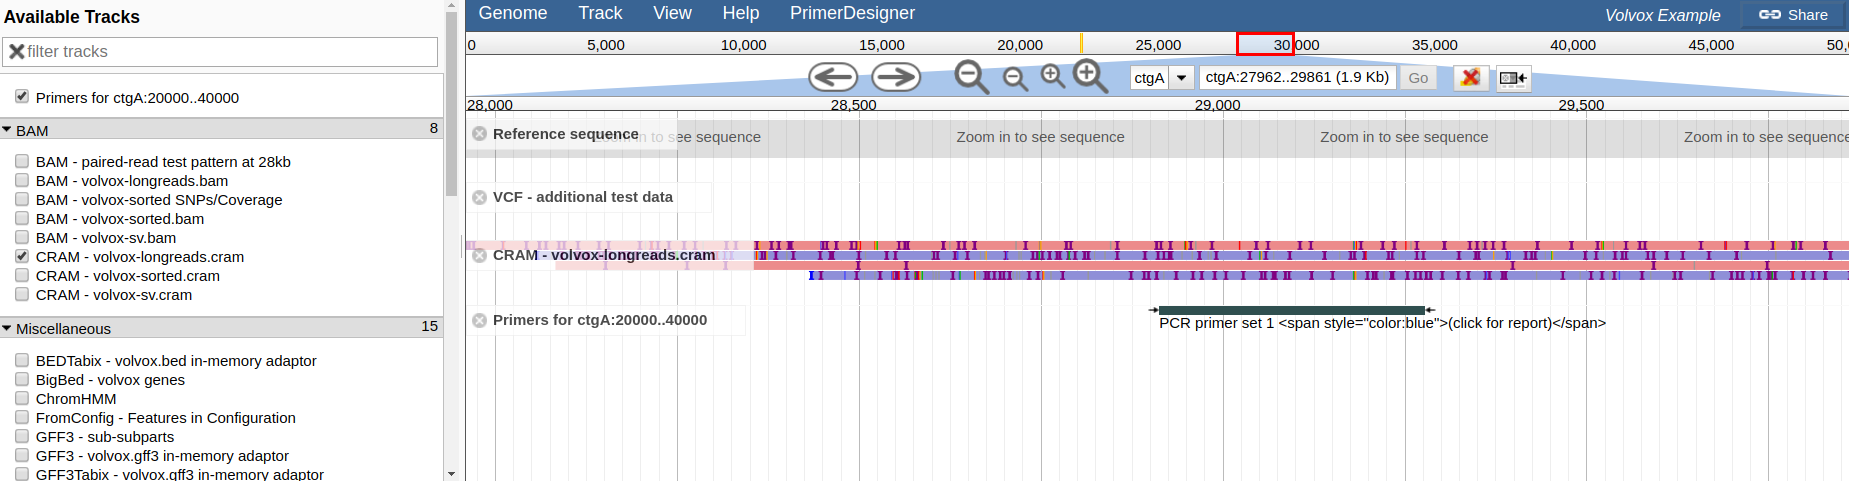 Available Tracks
filter tracks
Primers for ctgA:20000..40000
BAM 8
BAM - paired-read test pattern at 28kb
BAM - volvox-longreads.bam
BAM - volvox-sorted SNPs/Coverage
BAM - volvox-sorted.bam
BAM - volvox-sv.bam
CRAM - volvox-longreads.cram
CRAM - volvox-sorted.cram
CRAM - volvox-sv.cram
Miscellaneous 15
BEDTabix - volvox.bed in-memory adaptor
BigBed - volvox genes
ChromHMM
FromConfig - Features in Configuration
GFF3 - sub-subparts
GFF3 - volvox.gff3 in-memory adaptor
GFF3Tabix - volvox.gff3 in-memory adaptor
Genome Track View Help PrimerDesigner Volvox Example Share
0 5,000 10,000 15,000 20,000 25,000 30,000 35,000 40,000 45,000 50,
ctgA ctgA:27962..29861 (1.9 Kb) Go
28,000 28,500 29,000 29,500
Reference sequence in to see sequence Zoom in to see sequence Zoom in to see sequence Zoom in to see sequence
VCF - additional test data
CRAM - volvox-longreads.cram
Primers for ctgA:20000..40000
PCR primer set 1 <span style="color:blue">(click for report)</span>